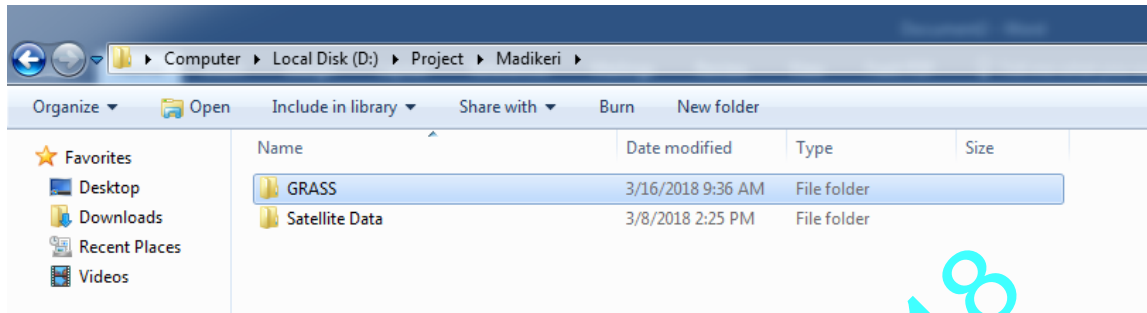 Computer ▸ Local Disk (D:) ▸ Project ▸ Madikeri ▸
Organize Open Include in library Share with Burn New folder
Favorites
Desktop
Downloads
Recent Places
Videos
Name Date modified Type Size
GRASS 3/16/2018 9:36 AM File folder
Satellite Data 3/8/2018 2:25 PM File folder